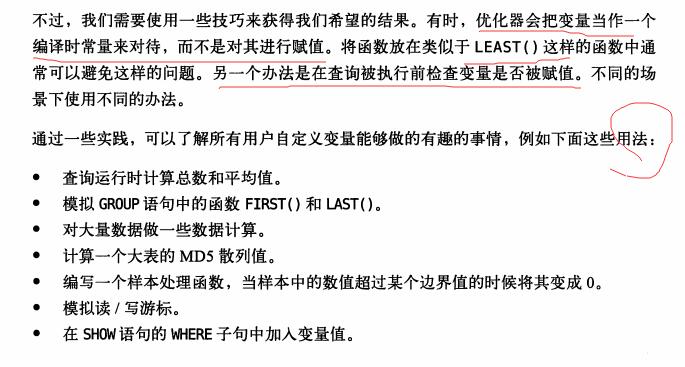 不过，我们需要使用一些技巧来获得我们希望的结果。有时，优化器会把变量当作一个
编译时常量来对待，而不是对其进行赋值。将函数放在类似于 LEAST() 这样的函数中通
常可以避免这样的问题。另一个办法是在查询被执行前检查变量是否被赋值。不同的场
景下使用不同的办法。
通过一些实践，可以了解所有用户自定义变量能够做的有趣的事情，例如下面这些用法：
● 查询运行时计算总数和平均值。
● 模拟 GROUP 语句中的函数 FIRST() 和 LAST()。
● 对大量数据做一些数据计算。
● 计算一个大表的 MD5 散列值。
● 编写一个样本处理函数，当样本中的数值超过某个边界值的时候将其变成 0。
● 模拟读 / 写游标。
● 在 SHOW 语句的 WHERE 子句中加入变量值。